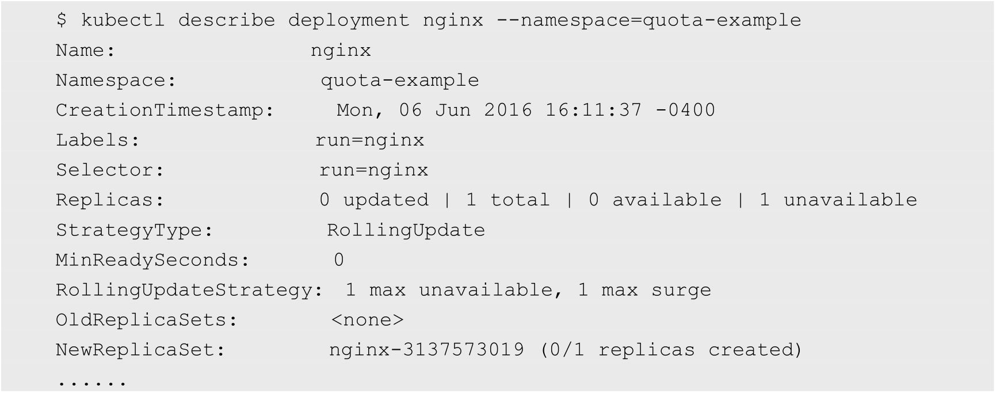 $ kubectl describe deployment nginx --namespace=quota-example
Name: nginx
Namespace: quota-example
CreationTimestamp: Mon, 06 Jun 2016 16:11:37 -0400
Labels: run=nginx
Selector: run=nginx
Replicas: 0 updated | 1 total | 0 available | 1 unavailable
StrategyType: RollingUpdate
MinReadySeconds: 0
RollingUpdateStrategy: 1 max unavailable, 1 max surge
OldReplicaSets: <none>
NewReplicaSet: nginx-3137573019 (0/1 replicas created)
......